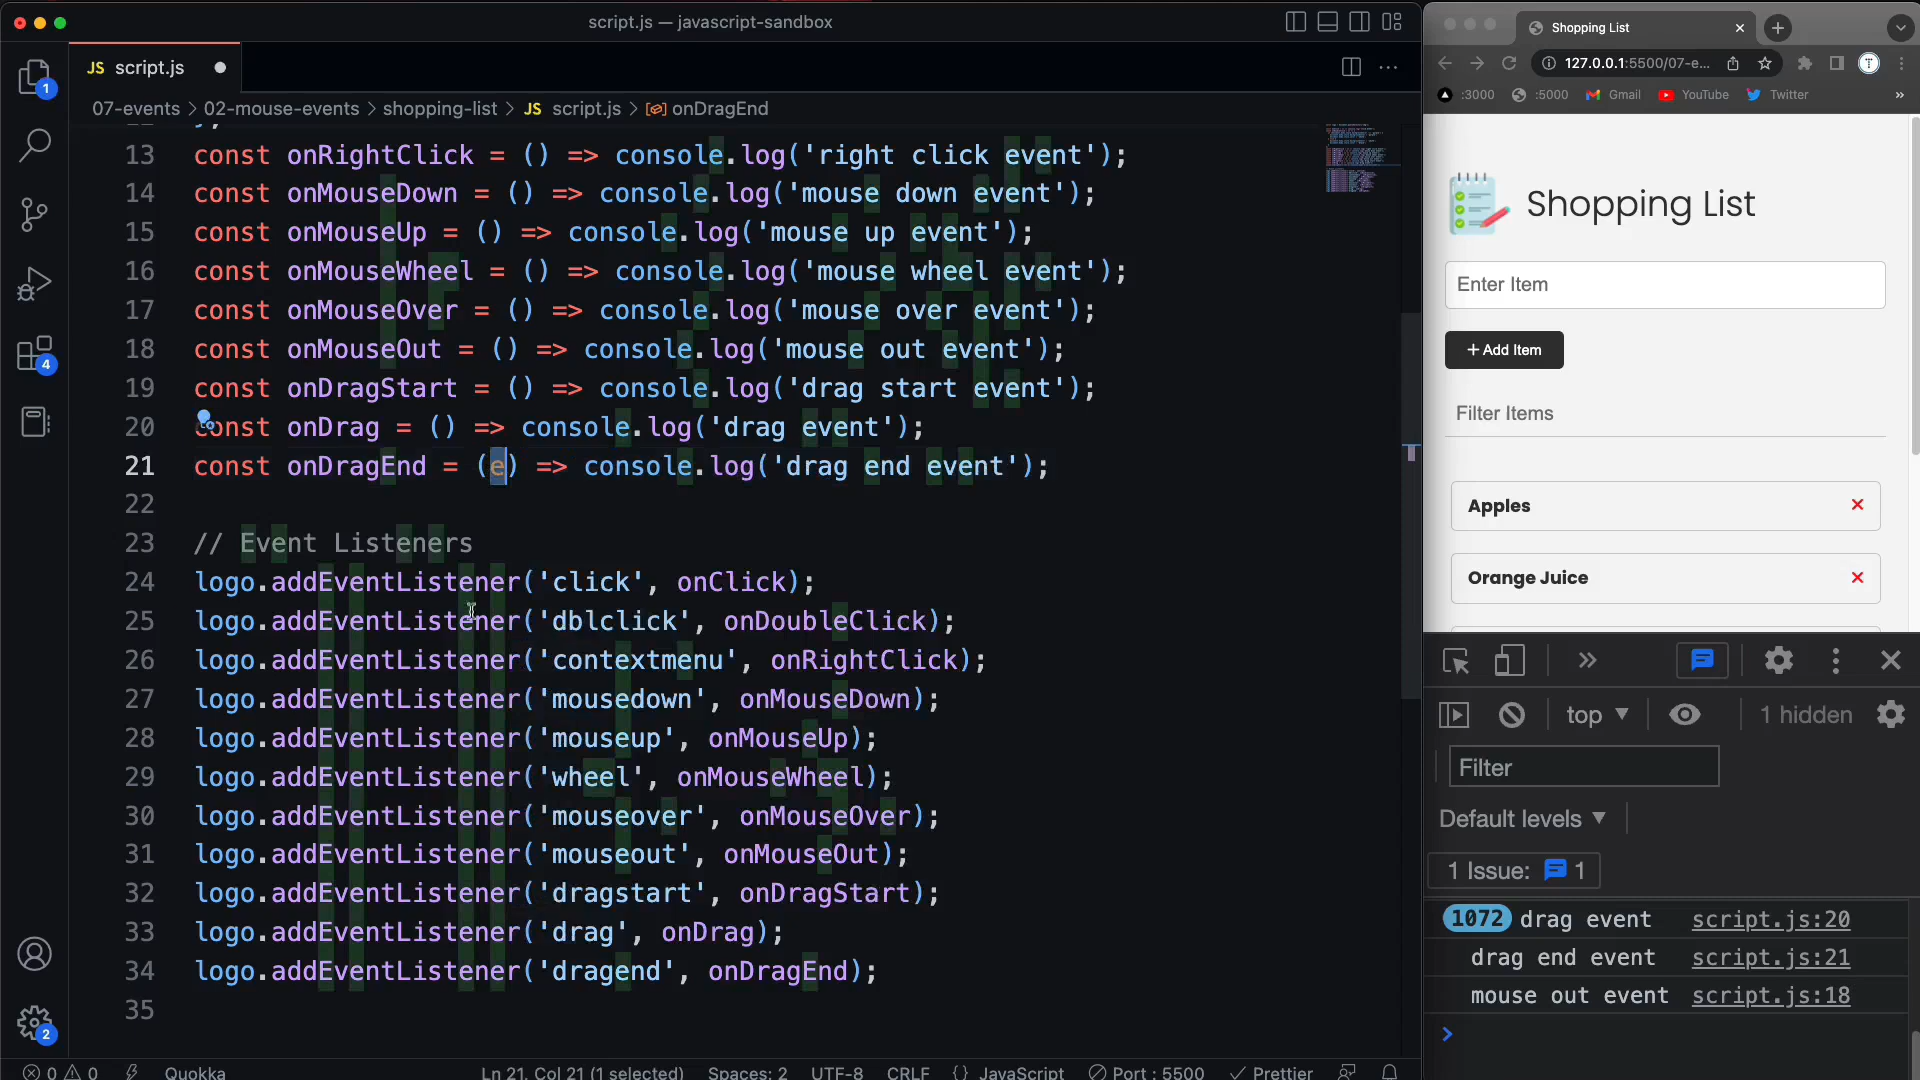 script.js — javascript-sandbox
JS script.js
07-events > 02-mouse-events > shopping-list > JS script.js > onDragEnd
13 const onRightClick = () => console.log('right click event');
14 const onMouseDown = () => console.log('mouse down event');
15 const onMouseUp = () => console.log('mouse up event');
16 const onMouseWheel = () => console.log('mouse wheel event');
17 const onMouseOver = () => console.log('mouse over event');
18 const onMouseOut = () => console.log('mouse out event');
19 const onDragStart = () => console.log('drag start event');
20 const onDrag = () => console.log('drag event');
21 const onDragEnd = (e) => console.log('drag end event');
22
23 // Event Listeners
24 logo.addEventListener('click', onClick);
25 logo.addEventListener('dblclick', onDoubleClick);
26 logo.addEventListener('contextmenu', onRightClick);
27 logo.addEventListener('mousedown', onMouseDown);
28 logo.addEventListener('mouseup', onMouseUp);
29 logo.addEventListener('wheel', onMouseWheel);
30 logo.addEventListener('mouseover', onMouseOver);
31 logo.addEventListener('mouseout', onMouseOut);
32 logo.addEventListener('dragstart', onDragStart);
33 logo.addEventListener('drag', onDrag);
34 logo.addEventListener('dragend', onDragEnd);
35
1
4
2
0 0 Quokka Ln 21, Col 21 (1 selected) Spaces: 2 UTF-8 CRLF {} JavaScript Port : 5500 Prettier
Shopping List
127.0.0.1:5500/07-e...
T
:3000 :5000 Gmail YouTube Twitter »
Shopping List
Enter Item
+ Add Item
Filter Items
Apples
Orange Juice
top 1 hidden
Filter
Default levels
1 Issue: 1
1072 drag event script.js:20
drag end event script.js:21
mouse out event script.js:18